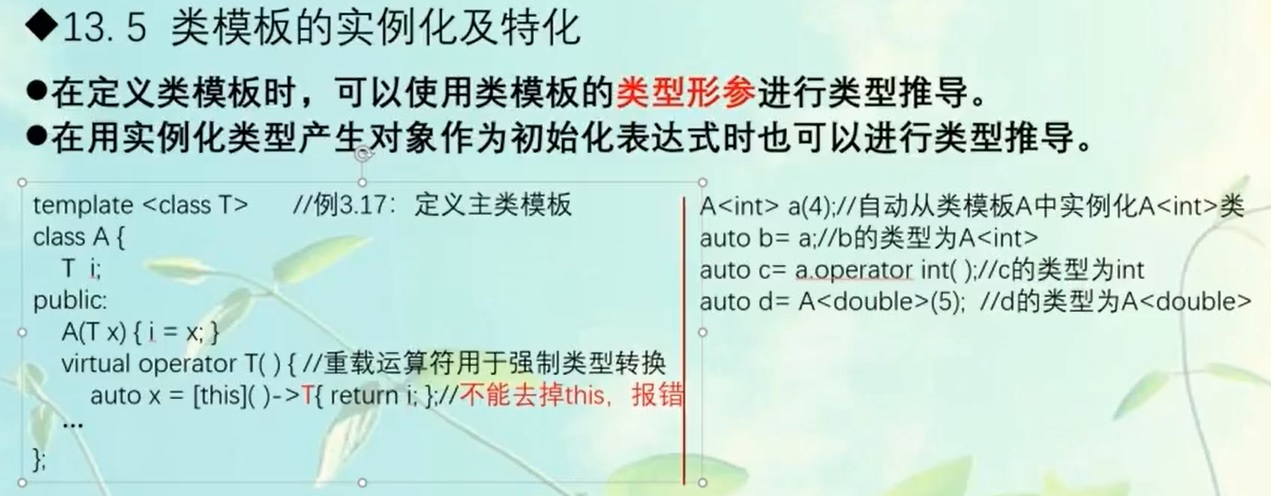 ◆13.5 类模板的实例化及特化
●在定义类模板时，可以使用类模板的类型形参进行类型推导。
●在用实例化类型产生对象作为初始化表达式时也可以进行类型推导。
template <class T> //例3.17：定义主类模板
class A {
T i;
public:
A(T x) { i = x; }
virtual operator T( ) { //重载运算符用于强制类型转换
auto x = [this]( )->T{ return i; };//不能去掉this，报错
...
};
A<int> a(4);//自动从类模板A中实例化A<int>类
auto b= a;//b的类型为A<int>
auto c= a.operator int( );//c的类型为int
auto d= A<double>(5); //d的类型为A<double>